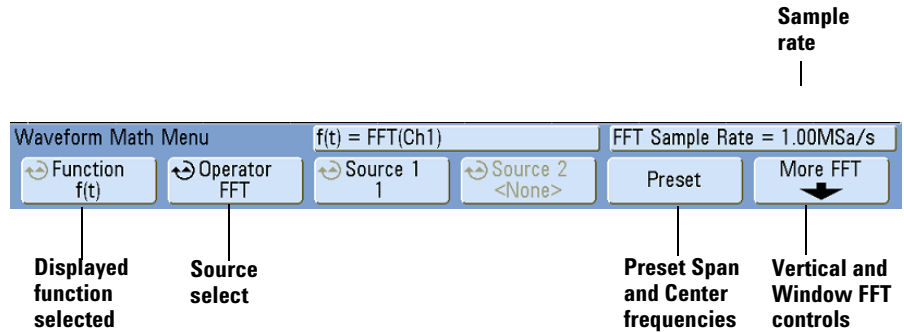 Sample
rate
Waveform Math Menu f(t) = FFT(Ch1) FFT Sample Rate = 1.00MSa/s
Function Operator Source 1 Source 2 Preset More FFT
f(t) FFT 1 <None>
Displayed
function
selected
Source
select
Preset Span
and Center
frequencies
Vertical and
Window FFT
controls